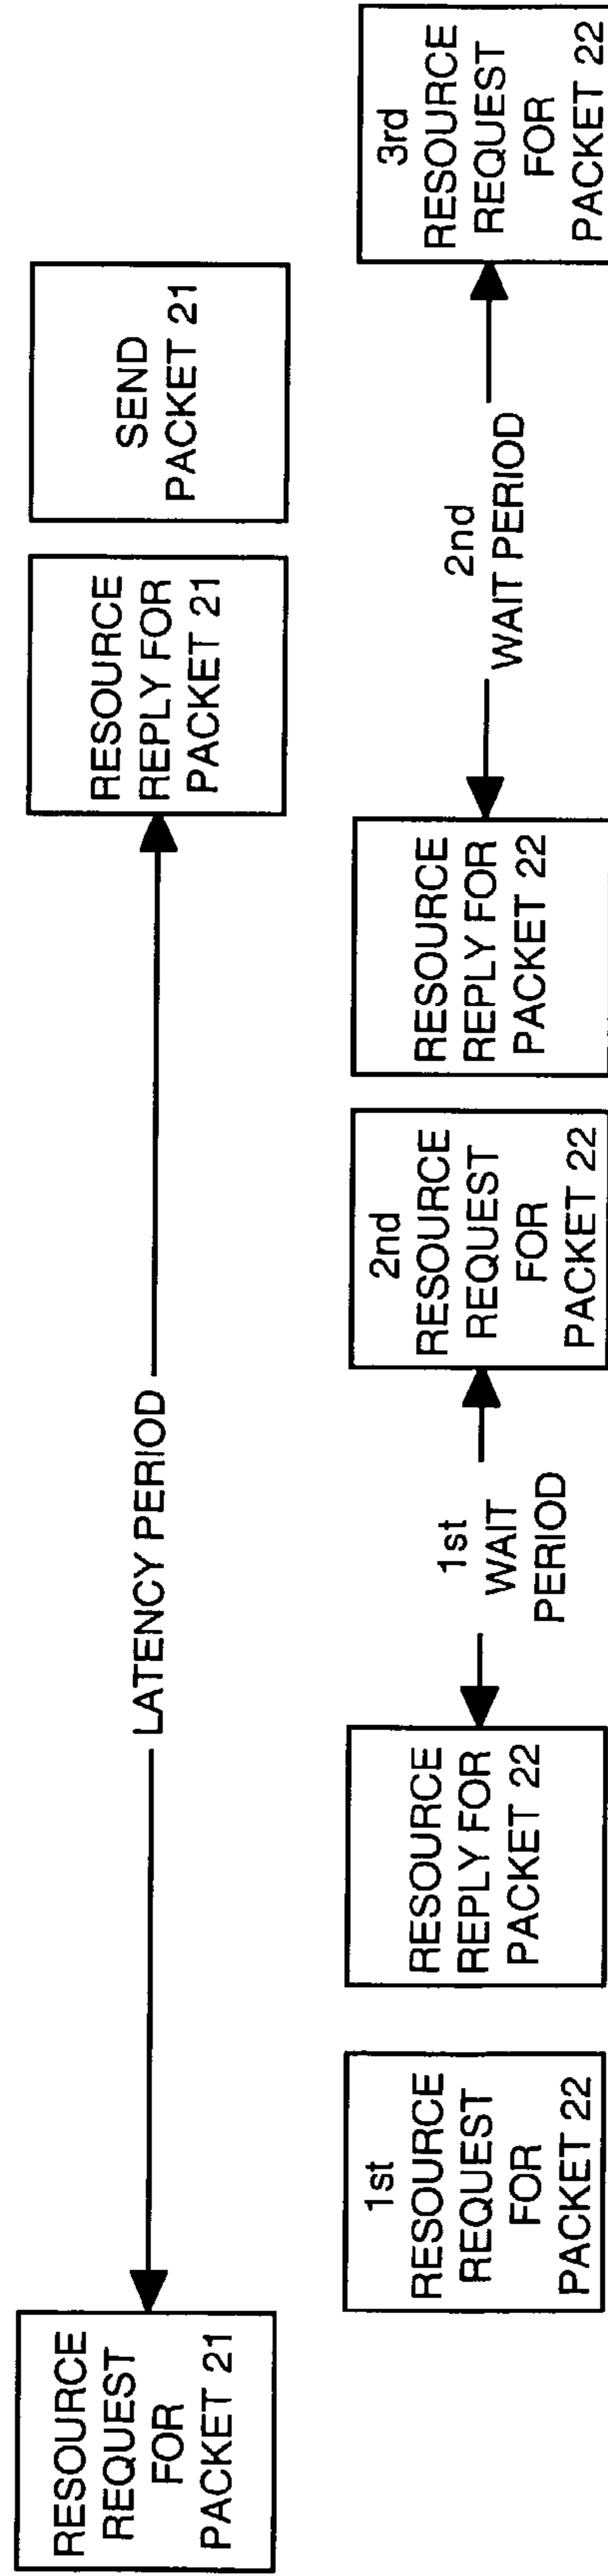 RESOURCE
REQUEST
FOR
PACKET 21
LATENCY PERIOD
RESOURCE
REPLY FOR
PACKET 21
SEND
PACKET 21
1st
RESOURCE
REQUEST
FOR
PACKET 22
RESOURCE
REPLY FOR
PACKET 22
1st
WAIT
PERIOD
2nd
RESOURCE
REQUEST
FOR
PACKET 22
RESOURCE
REPLY FOR
PACKET 22
2nd
WAIT PERIOD
3rd
RESOURCE
REQUEST
FOR
PACKET 22